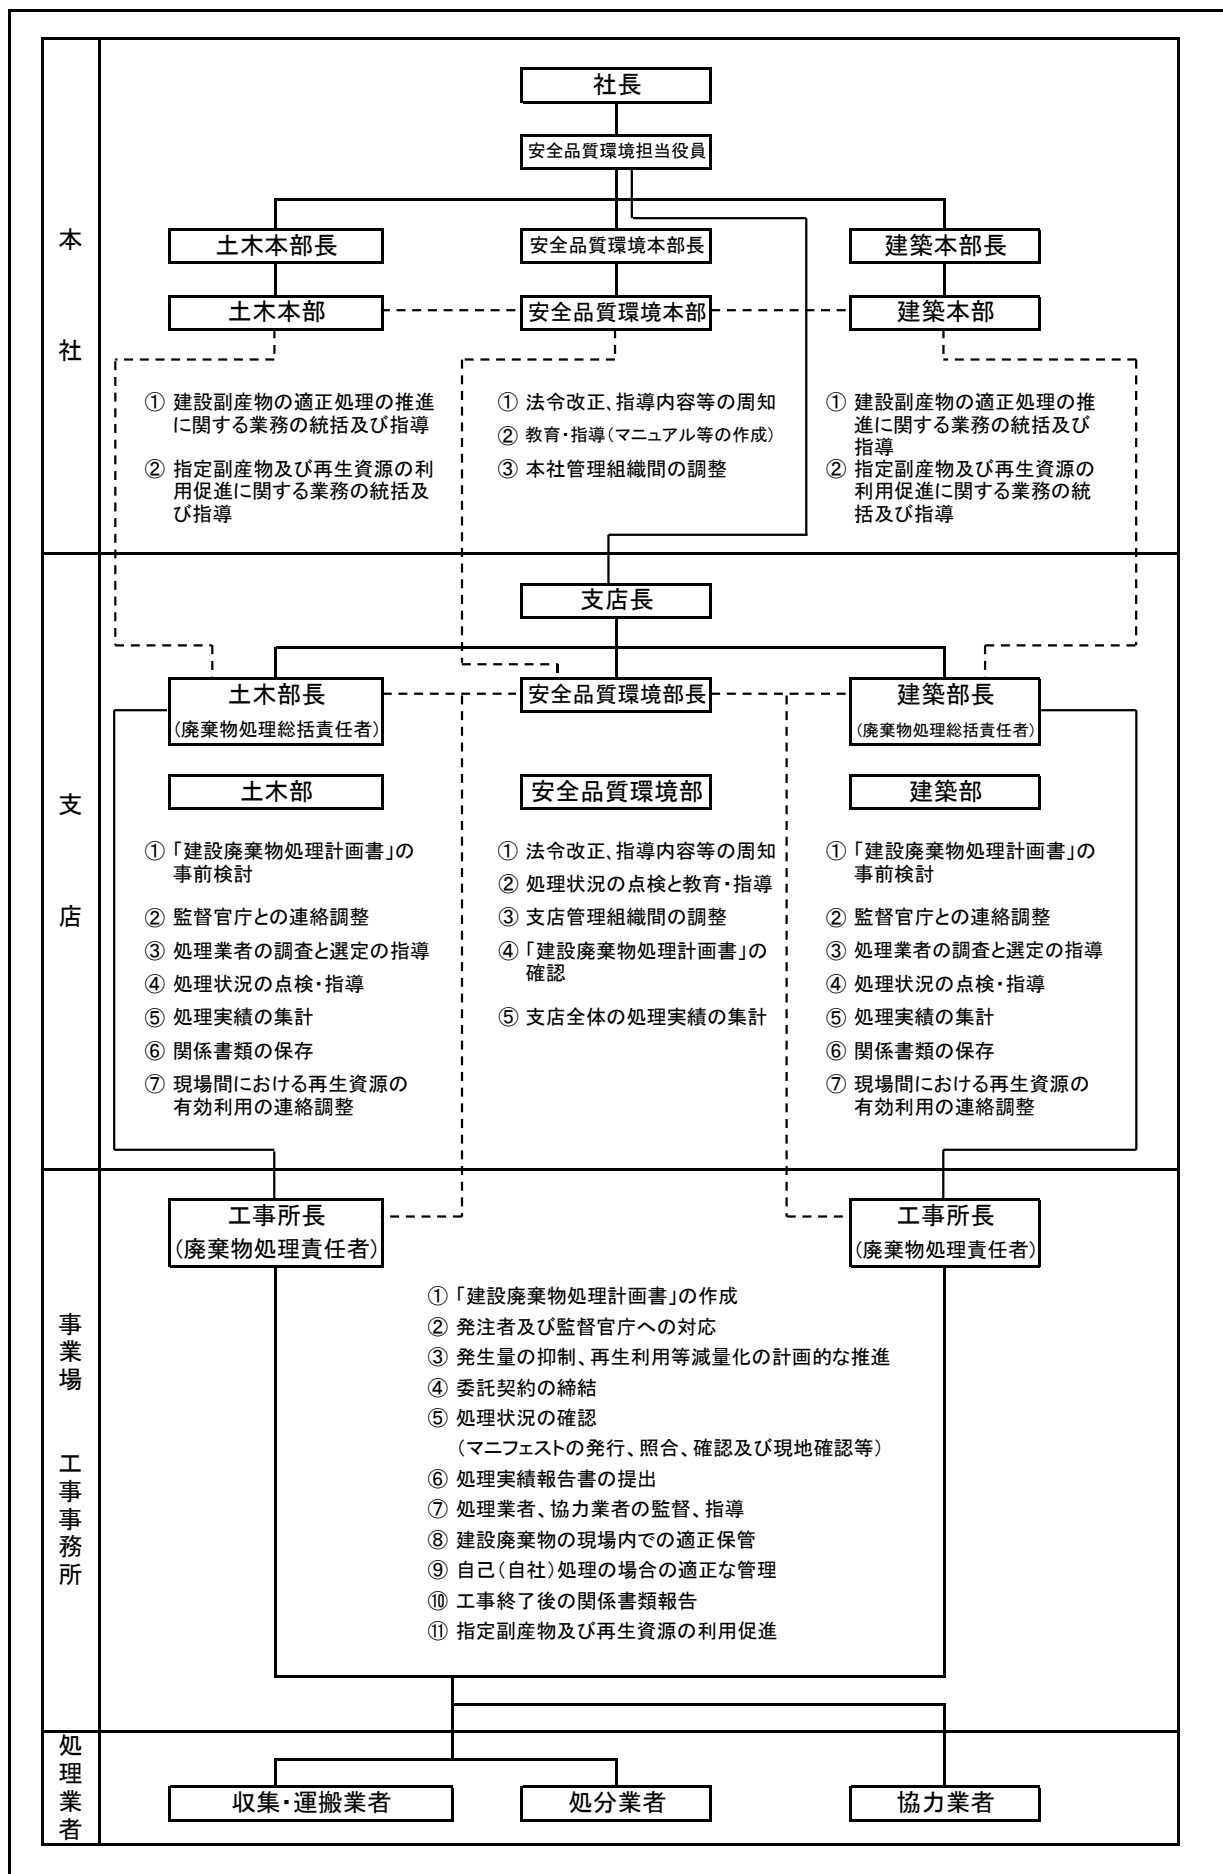 本社
社長
安全品質環境担当役員
土木本部長
安全品質環境本部長
建築本部長
土木本部
安全品質環境本部
建築本部
① 建設副産物の適正処理の推進
に関する業務の統括及び指導
② 指定副産物及び再生資源の利
用促進に関する業務の統括及
び指導
① 法令改正、指導内容等の周知
② 教育・指導(マニュアル等の作成)
③ 本社管理組織間の調整
① 建設副産物の適正処理の推
進に関する業務の統括及び
指導
② 指定副産物及び再生資源の
利用促進に関する業務の統
括及び指導
支店
支店長
土木部長
(廃棄物処理総括責任者)
安全品質環境部長
建築部長
(廃棄物処理総括責任者)
土木部
安全品質環境部
建築部
① 「建設廃棄物処理計画書」の
事前検討
② 監督官庁との連絡調整
③ 処理業者の調査と選定の指導
④ 処理状況の点検・指導
⑤ 処理実績の集計
⑥ 関係書類の保存
⑦ 現場間における再生資源の
有効利用の連絡調整
① 法令改正、指導内容等の周知
② 処理状況の点検と教育・指導
③ 支店管理組織間の調整
④ 「建設廃棄物処理計画書」の
確認
⑤ 支店全体の処理実績の集計
① 「建設廃棄物処理計画書」の
事前検討
② 監督官庁との連絡調整
③ 処理業者の調査と選定の指導
④ 処理状況の点検・指導
⑤ 処理実績の集計
⑥ 関係書類の保存
⑦ 現場間における再生資源の
有効利用の連絡調整
事業場 工事事務所
工事所長
(廃棄物処理責任者)
工事所長
(廃棄物処理責任者)
① 「建設廃棄物処理計画書」の作成
② 発注者及び監督官庁への対応
③ 発生量の抑制、再生利用等減量化の計画的な推進
④ 委託契約の締結
⑤ 処理状況の確認
(マニフェストの発行、照合、確認及び現地確認等)
⑥ 処理実績報告書の提出
⑦ 処理業者、協力業者の監督、指導
⑧ 建設廃棄物の現場内での適正保管
⑨ 自己(自社)処理の場合の適正な管理
⑩ 工事終了後の関係書類報告
⑪ 指定副産物及び再生資源の利用促進
処理業者
収集・運搬業者
処分業者
協力業者